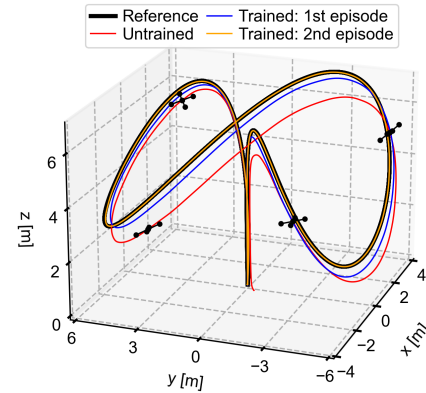 Reference
Untrained
Trained: 1st episode
Trained: 2nd episode
z [m]
6
4
2
0
6
3
0
−3
−6
y [m]
−4
−2
0
2
4
x [m]